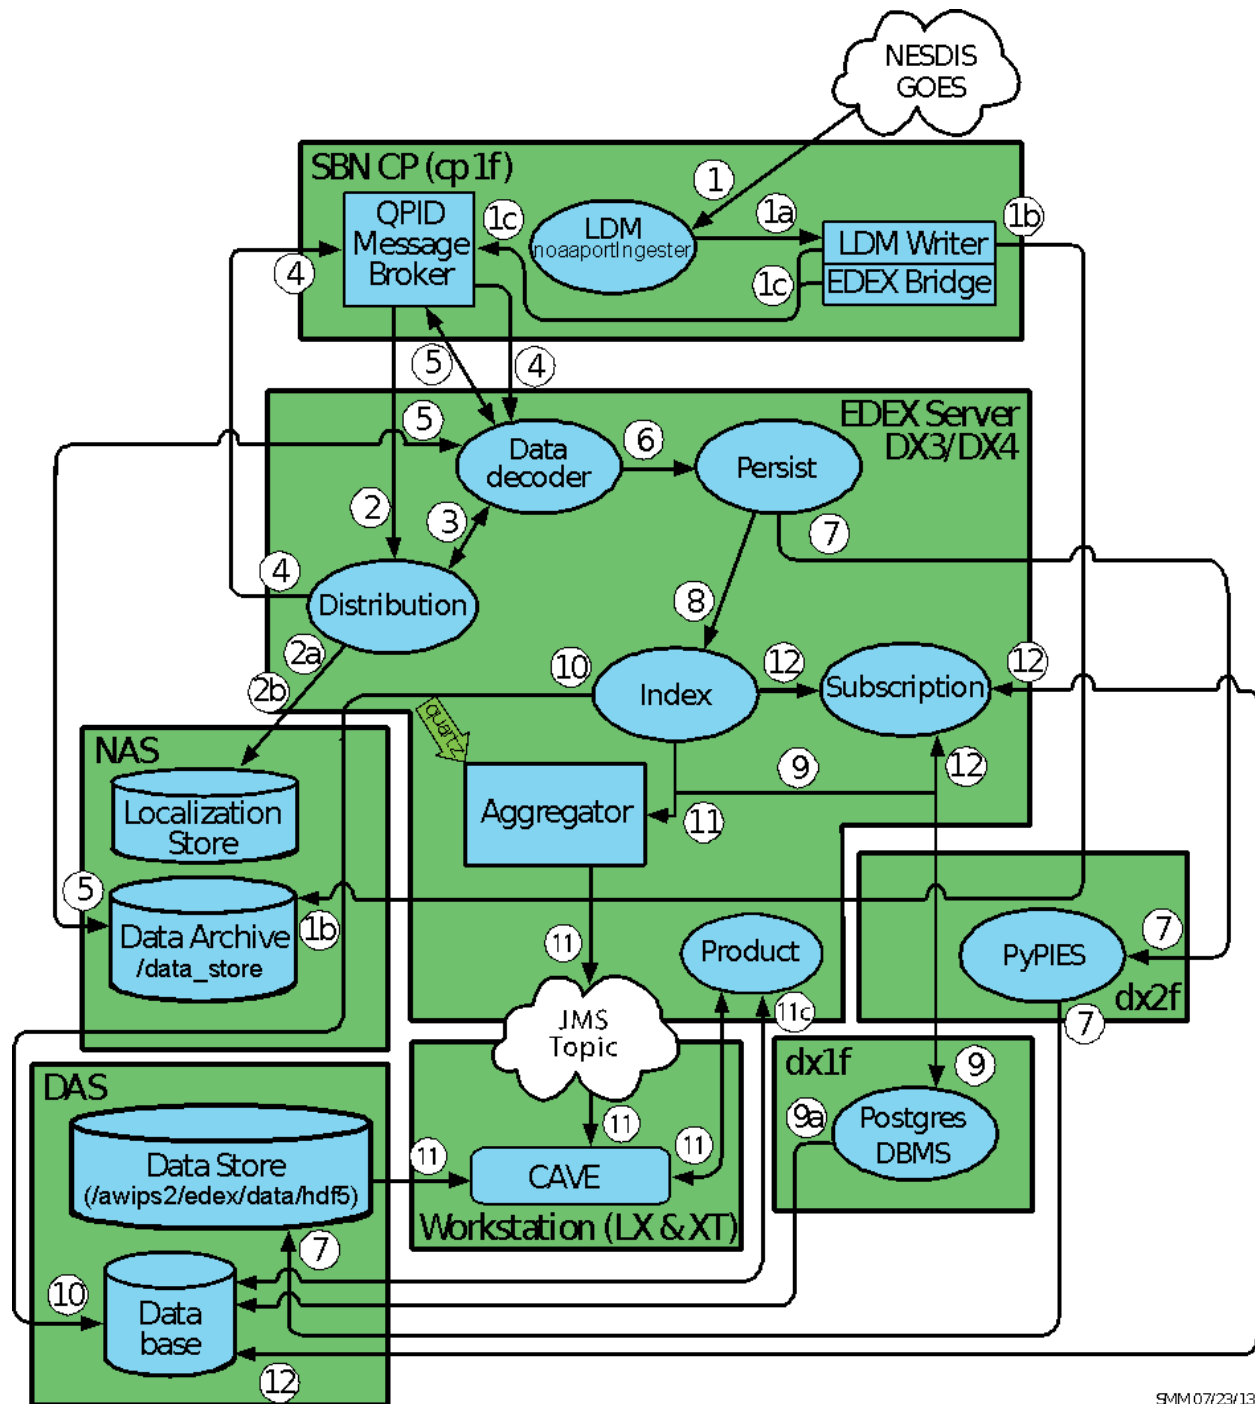 NESDIS
GOES
SBN CP (cp1f)
1
QPID
Message
Broker
1c
LDM
noaaportIngester
1a
1b
LDM Writer
EDEX Bridge
1c
4
5
4
EDEX Server
DX3/DX4
5
Data
decoder
6
Persist
2
3
7
4
Distribution
8
2a
2b
10
Index
12
Subscription
12
quartz
NAS
Localization
Store
Aggregator
9
12
11
5
Data Archive
/data_store
1b
11
Product
11c
PyPIES
7
dx2f
7
JMS
Topic
DAS
Data Store
(/awips2/edex/data/hdf5)
11
11
11
CAVE
Workstation (LX & XT)
dx1f
9
9a
Postgres
DBMS
7
10
Data
base
12
SMM 07/23/13